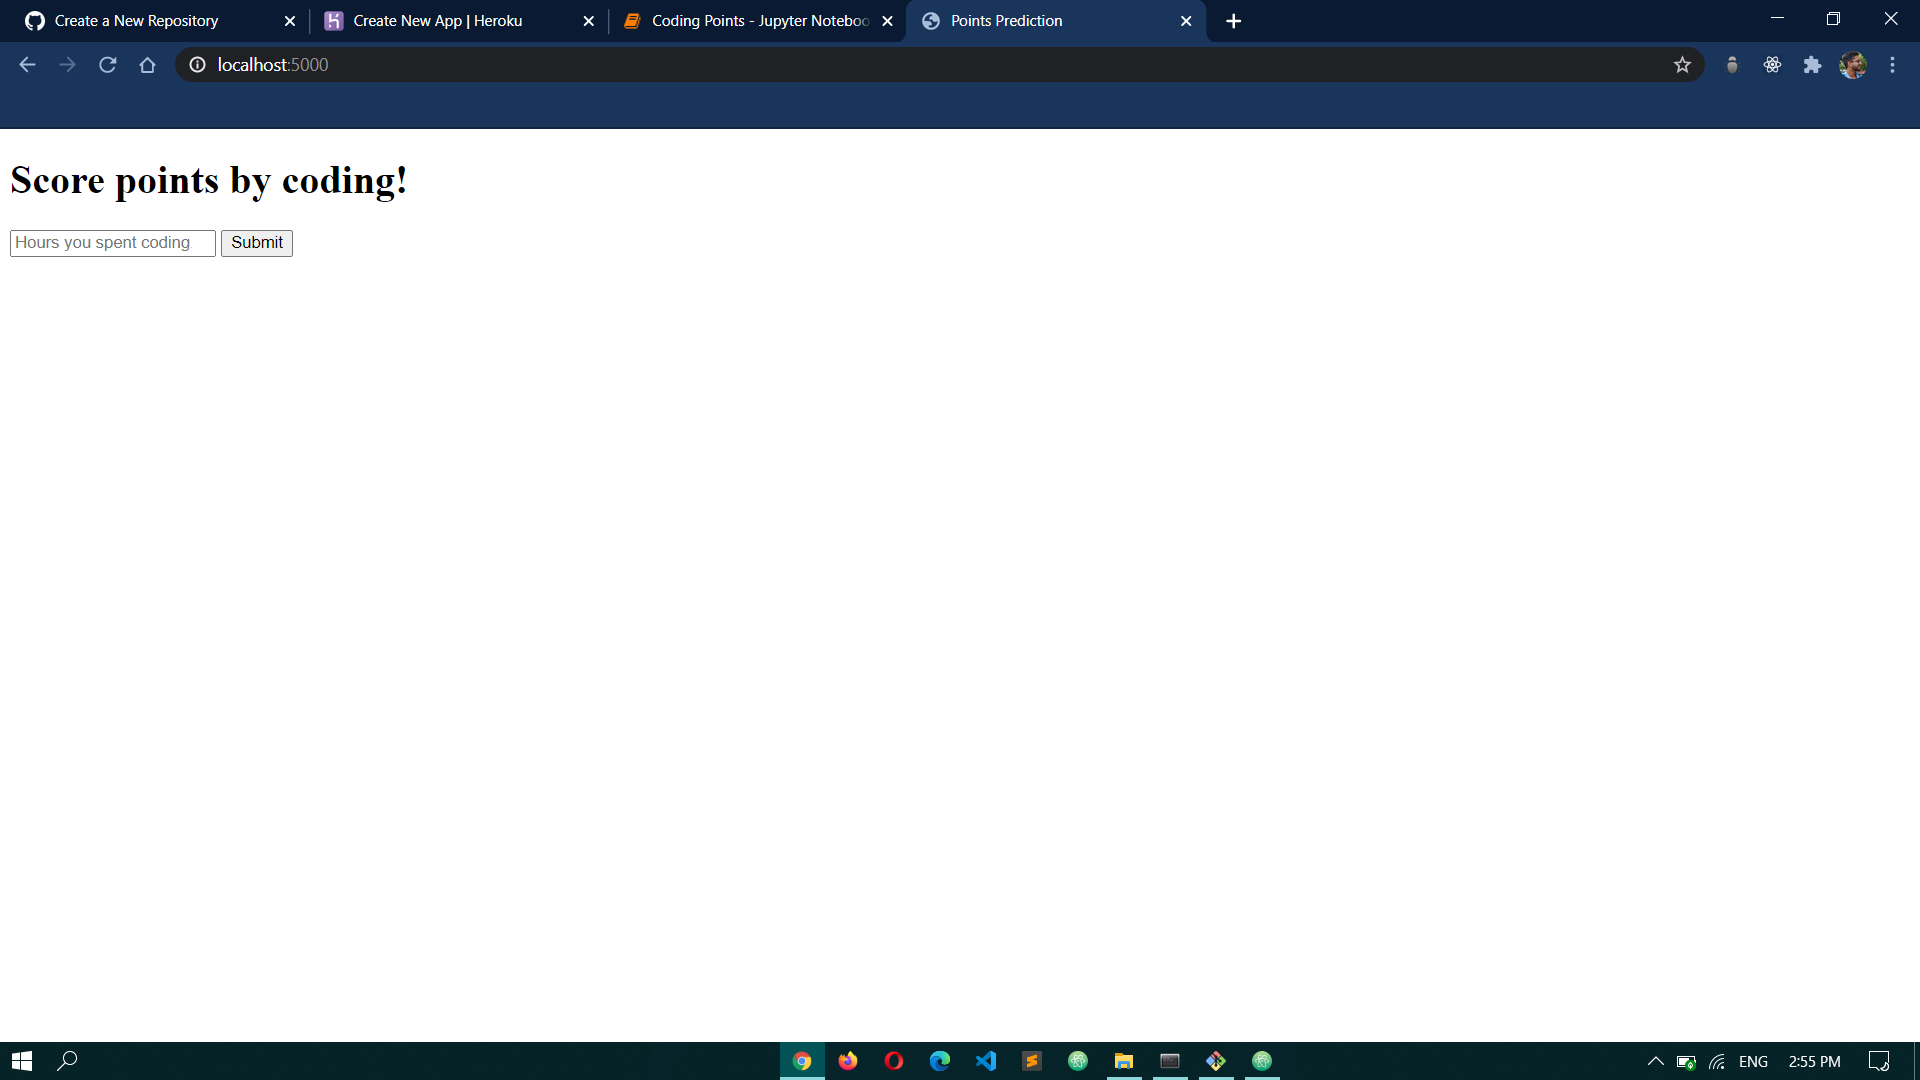 Create a New Repository
Create New App | Heroku
Coding Points - Jupyter Noteboo
Points Prediction
localhost:5000
Score points by coding!
Hours you spent coding
Submit
ENG
2:55 PM